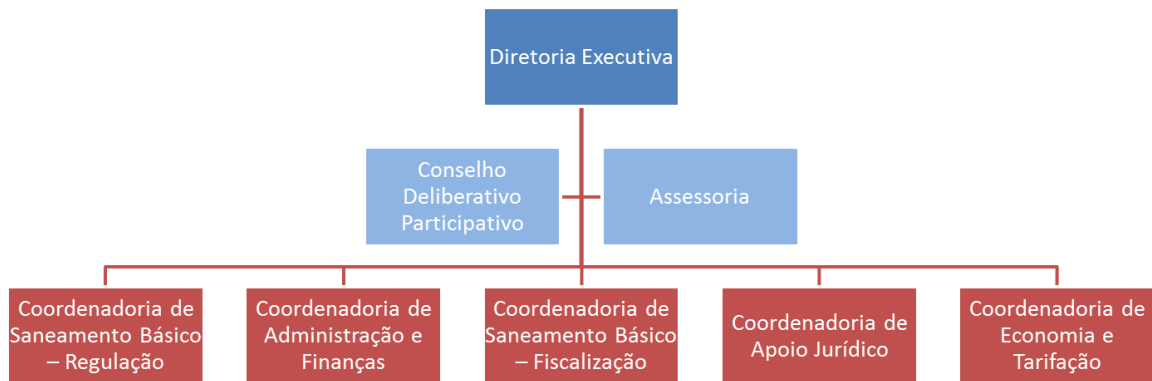 Diretoria Executiva
Conselho
Deliberativo
Participativo
Assessoria
Coordenadoria de
Saneamento Básico
– Regulação
Coordenadoria de
Administração e
Finanças
Coordenadoria de
Saneamento Básico
– Fiscalização
Coordenadoria de
Apoio Jurídico
Coordenadoria de
Economia e
Tarifação